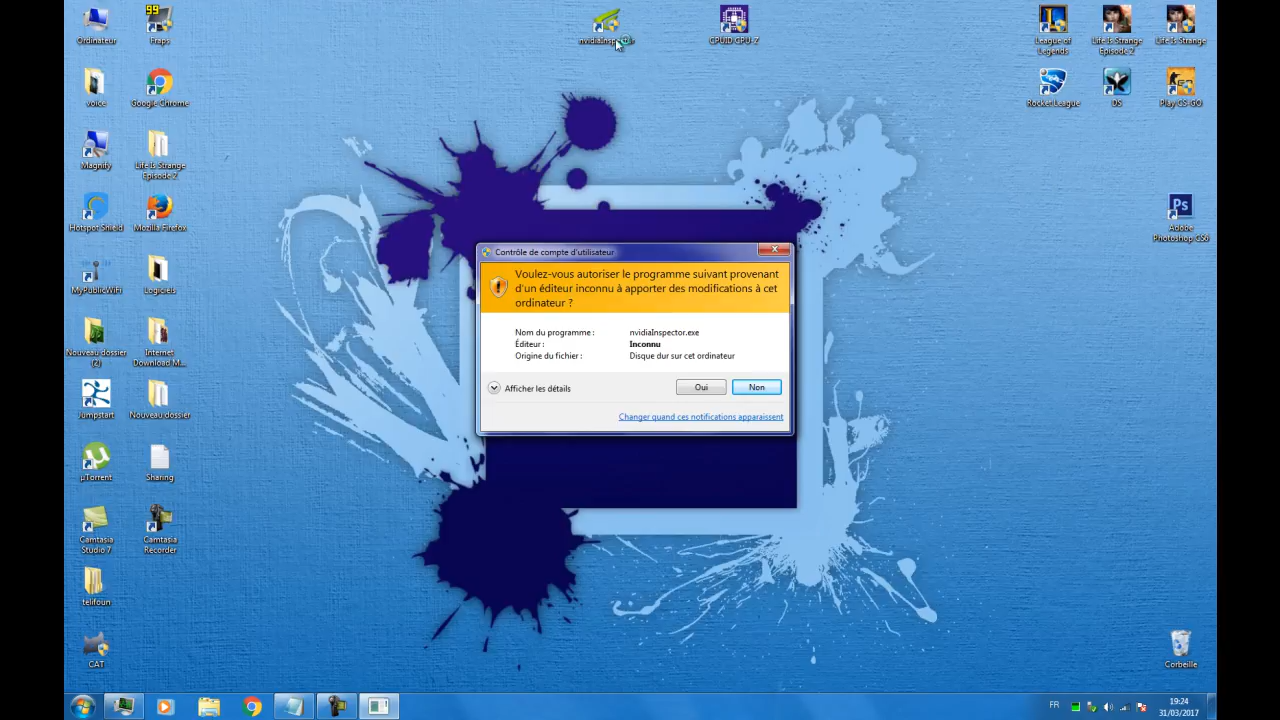 Ordinateur
99
Fraps
nvidiaInsp
CPUID CPU-Z
League of
Legends
Life Is Strange
Episode 2
Life Is Strange
voice
Google Chrome
Rocket League
OS
Play CS-GO
Magnify
Life Is Strange
Episode 2
Hotspot Shield
Mozilla Firefox
Ps
Adobe
Photoshop CS6
Contrôle de compte d'utilisateur
Voulez-vous autoriser le programme suivant provenant
d'un éditeur inconnu à apporter des modifications à cet
ordinateur ?
MyPublicWiFi
Logiciels
Nom du programme : nvidiaInspector.exe
Éditeur : Inconnu
Origine du fichier : Disque dur sur cet ordinateur
Nouveau dossier
(2)
Internet
Download M...
Afficher les détails
Oui
Non
Changer quand ces notifications apparaissent
Jumpstart
Nouveau dossier
µTorrent
Sharing
Camtasia
Studio 7
Camtasia
Recorder
telifoun
CAT
Corbeille
FR
19:24
31/03/2017